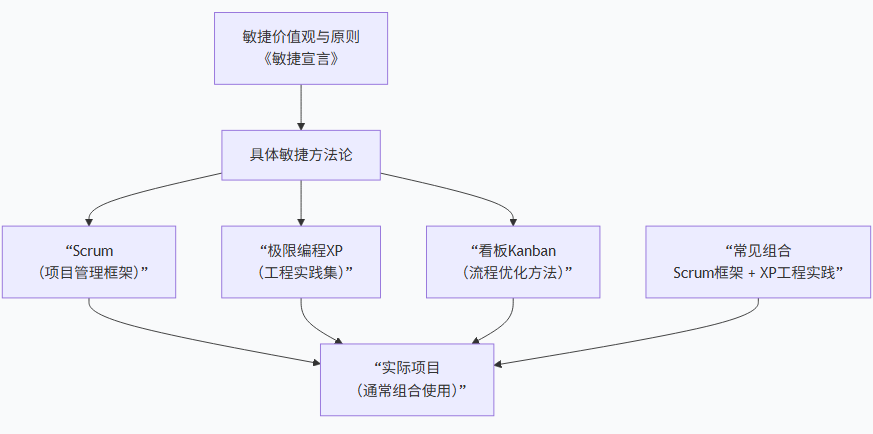 敏捷价值观与原则
《敏捷宣言》
具体敏捷方法论
“Scrum
（项目管理框架）”
“极限编程XP
（工程实践集）”
“看板Kanban
（流程优化方法）”
“常见组合
Scrum框架 + XP工程实践”
“实际项目
（通常组合使用）”